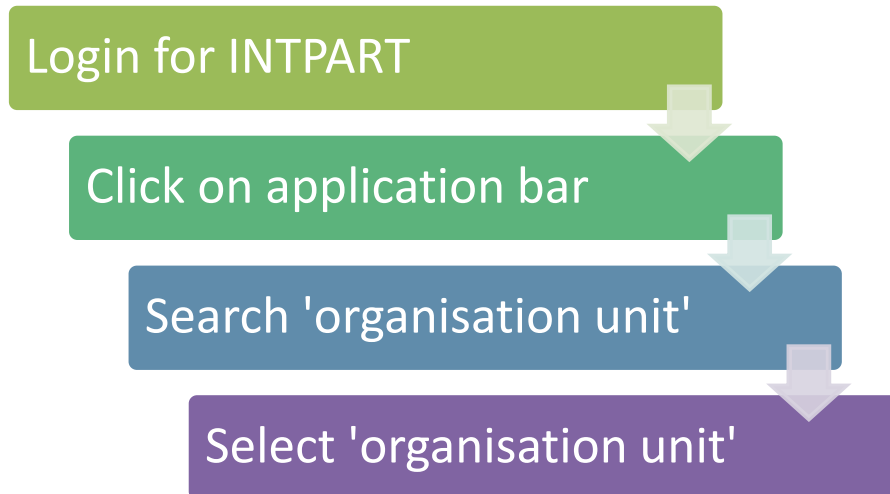 Login for INTPART
Click on application bar
Search 'organisation unit'
Select 'organisation unit'